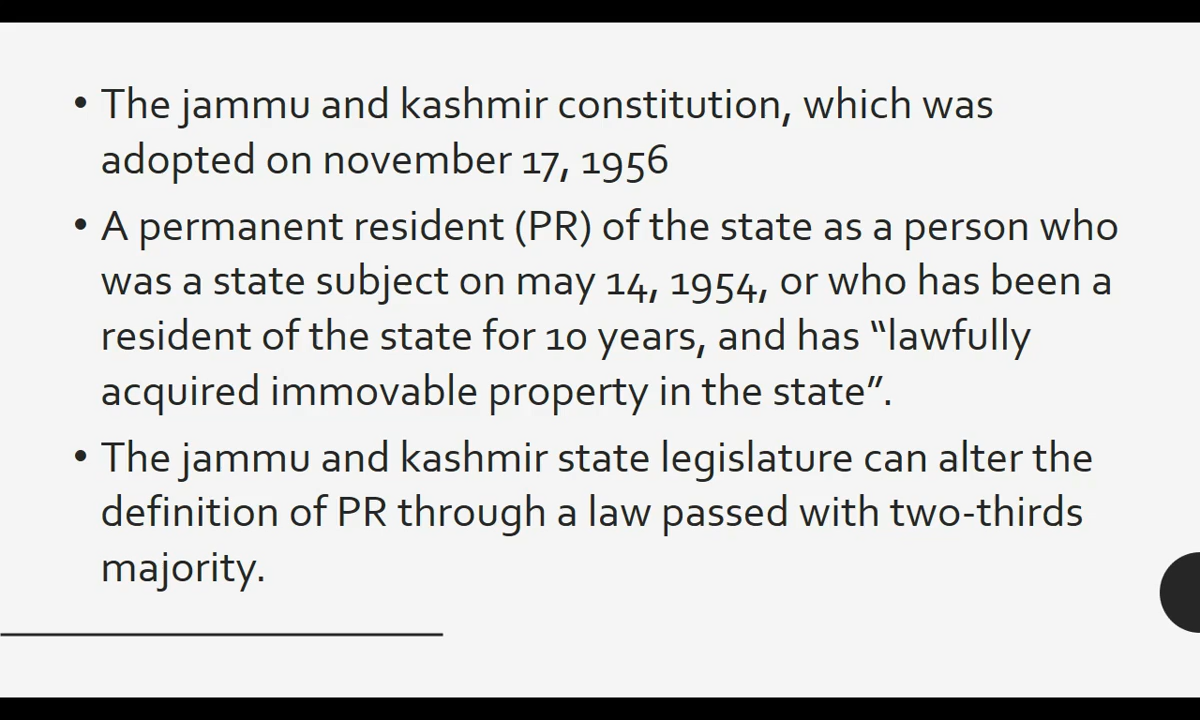 • The jammu and kashmir constitution, which was
adopted on november 17, 1956
• A permanent resident (PR) of the state as a person who
was a state subject on may 14, 1954, or who has been a
resident of the state for 10 years, and has “lawfully
acquired immovable property in the state”.
• The jammu and kashmir state legislature can alter the
definition of PR through a law passed with two-thirds
majority.